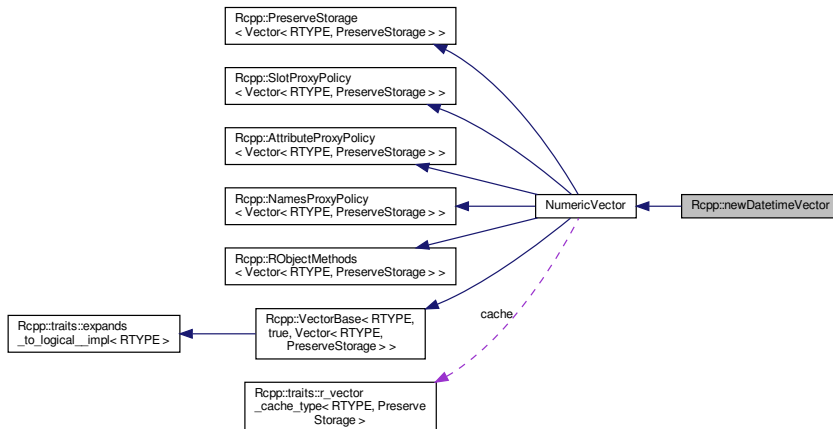 Rcpp::PreserveStorage
< Vector< RTYPE, PreserveStorage > >
Rcpp::SlotProxyPolicy
< Vector< RTYPE, PreserveStorage > >
Rcpp::AttributeProxyPolicy
< Vector< RTYPE, PreserveStorage > >
Rcpp::NamesProxyPolicy
< Vector< RTYPE, PreserveStorage > >
NumericVector
Rcpp::newDatetimeVector
Rcpp::RObjectMethods
< Vector< RTYPE, PreserveStorage > >
Rcpp::traits::expands
_to_logical__impl< RTYPE >
Rcpp::VectorBase< RTYPE,
true, Vector< RTYPE,
PreserveStorage > >
cache
Rcpp::traits::r_vector
_cache_type< RTYPE, Preserve
Storage >